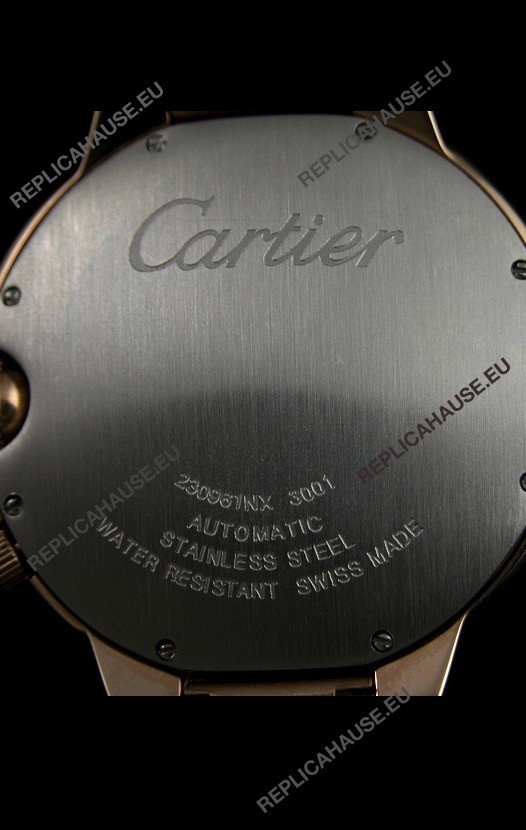 REPLICAHAUSE.EU
REPLICAHAUSE.EU
Cartier
REPLICAHAUSE.EU
REPLICAHAUSE.EU
230961NX 3001
AUTOMATIC
STAINLESS STEEL
WATER RESISTANT SWISS MADE
REPLICAHAUSE.EU